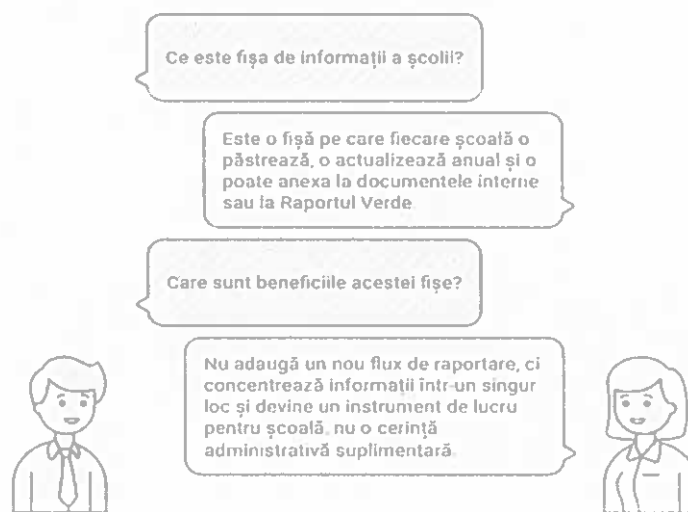 Ce este fișa de informații a școlii?
Este o fișă pe care fiecare școală o
păstrează, o actualizează anual și o
poate anexa la documentele interne
sau la Raportul Verde
Care sunt beneficiile acestei fișe?
Nu adaugă un nou flux de raportare, ci
concentrează informații într-un singur
loc și devine un instrument de lucru
pentru școală, nu o cerință
administrativă suplimentară.